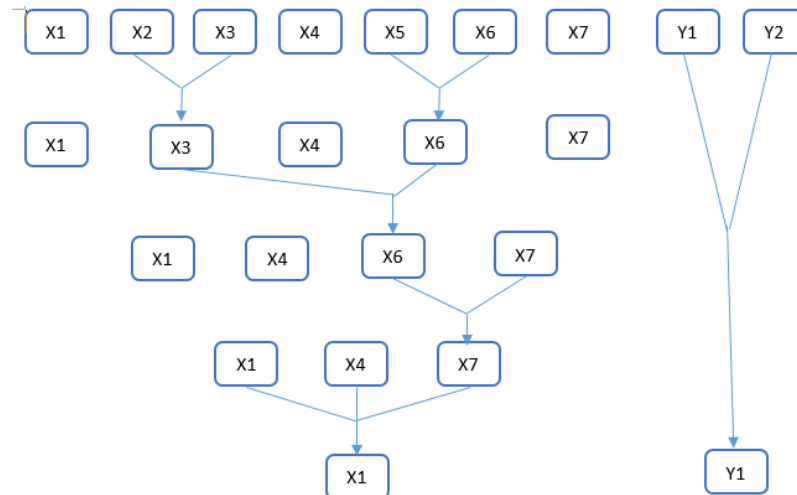 X1 X2 X3 X4 X5 X6 X7 Y1 Y2
X1 X3 X4 X6 X7
X1 X4 X6 X7
X1 X4 X7
X1 Y1